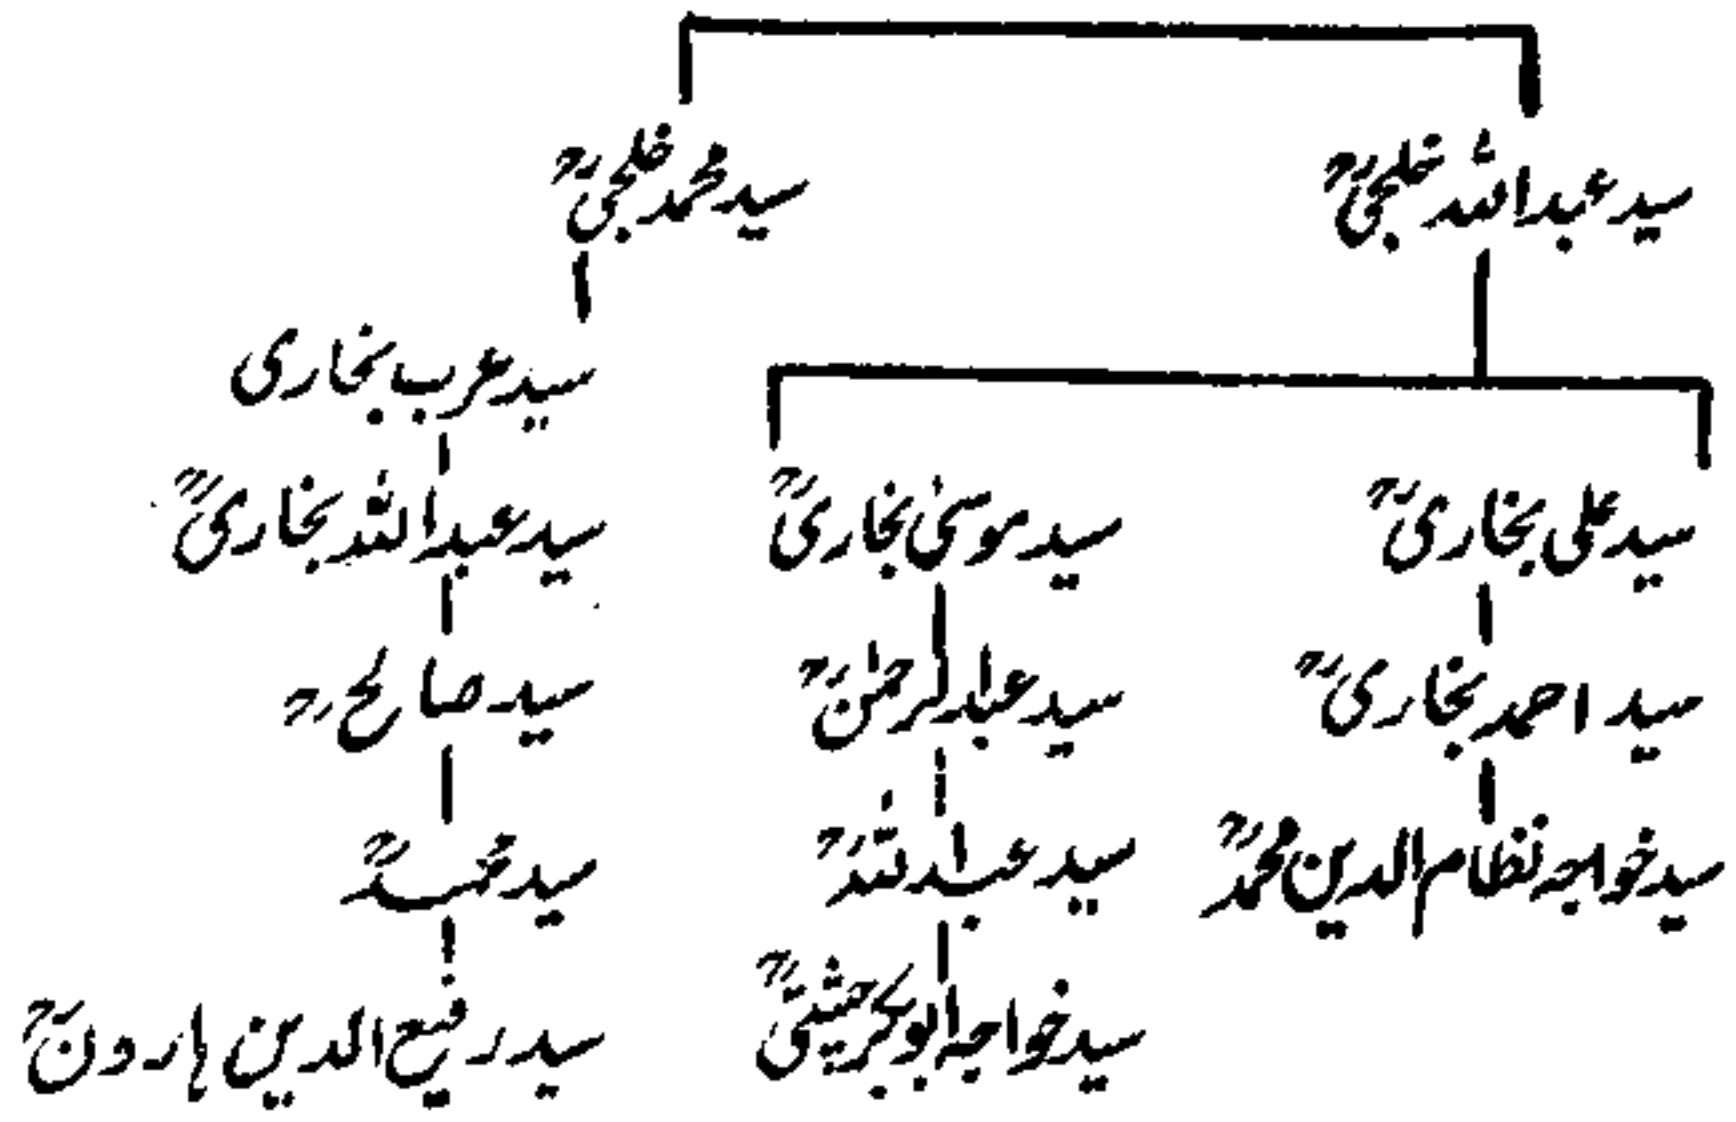 سید عبداللہ خلجیؒ
سید محمد خلجیؒ
سید عرب بخاری
سید علی بخاریؒ
سید موسیٰ بخاریؒ
سید عبداللہ بخاریؒ
سید احمد بخاریؒ
سید عبدالرحمٰنؒ
سید صالحؒ
سید خواجہ نظام الدین محمدؒ
سید عبداللہؒ
سید محمدؒ
سید خواجہ ابوبکر چشتیؒ
سید رفیع الدین ہارونؒ